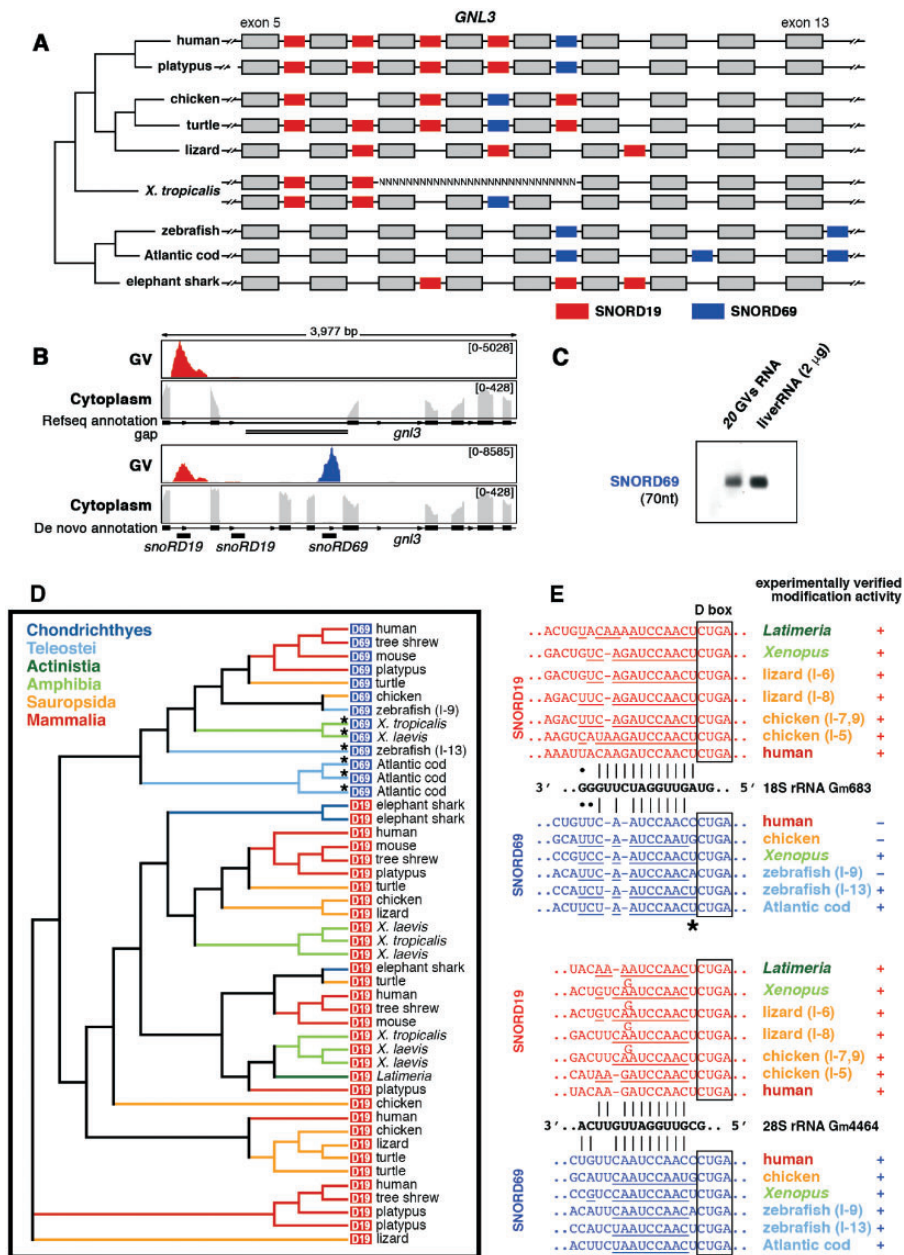 A
GNL3
exon 5
exon 13
human
platypus
chicken
turtle
lizard
X. tropicalis
NNNNNNNNNNNNNNNNNNNNNNNNNNNNN
zebrafish
Atlantic cod
elephant shark
SNORD19
SNORD69
B
3,977 bp
GV
[0-5028]
Cytoplasm
[0-428]
Refseq annotation
gap
gnl3
GV
[0-8585]
Cytoplasm
[0-428]
De novo annotation
gnl3
snoRD19
snoRD19
snoRD69
C
20 GVs RNA
liverRNA (2 µg)
SNORD69
(70nt)
D
Chondrichthyes
Teleostei
Actinistia
Amphibia
Sauropsida
Mammalia
D69 human
D69 tree shrew
D69 mouse
D69 platypus
D69 turtle
D69 chicken
D69 zebrafish (I-9)
* D69 X. tropicalis
D69 X. laevis
* D69 zebrafish (I-13)
* D69 Atlantic cod
* D69 Atlantic cod
* D69 Atlantic cod
D19 elephant shark
D19 elephant shark
D19 human
D19 mouse
D19 tree shrew
D19 platypus
D19 turtle
D19 chicken
D19 lizard
D19 X. laevis
D19 X. tropicalis
D19 X. laevis
D19 elephant shark
D19 turtle
D19 human
D19 tree shrew
D19 mouse
D19 X. tropicalis
D19 X. laevis
D19 X. laevis
D19 Latimeria
D19 platypus
D19 chicken
D19 human
D19 chicken
D19 lizard
D19 turtle
D19 turtle
D19 human
D19 tree shrew
D19 platypus
D19 platypus
D19 lizard
E
experimentally verified
modification activity
D box
SNORD19
..ACUGUACAAAAUCCAACUCUGA.. Latimeria +
..GACUGUC-AGAUCCAACUCUGA.. Xenopus +
..GACUGUC-AGAUCCAACUCUGA.. lizard (I-6) +
..AGACUUC-AGAUCCAACUCUGA.. lizard (I-8) +
..AGACUUC-AGAUCCAACUCUGA.. chicken (I-7,9) +
..AAGUCAUAAGAUCCAACUCUGA.. chicken (I-5) +
..AAAUUACAAGAUCCAACUCUGA.. human +
3′ GGGUUCUAGGUUGAUG 5′ 18S rRNA Gm683
SNORD69
..CUGUUC-A-AUCCAACCCUGA.. human –
..GCAUUC-A-AUCCAAUGCUGA.. chicken –
..CCGUCC-A-AUCCAACUCUGA.. Xenopus +
..ACAUUC-A-AUCCAACACUGA.. zebrafish (I-9) –
..CCAUCU-A-AUCCAACUCUGA.. zebrafish (I-13) +
..ACUUCU-A-AUCCAACUCUGA.. Atlantic cod +
*
SNORD19
..UACAA-AAUCCAACUCUGA.. Latimeria +
G
..ACUGUCAAUCCAACUCUGA.. Xenopus +
G
..ACUGUCAAUCCAACUCUGA.. lizard (I-6) +
G
..GACUUCAAUCCAACUCUGA.. lizard (I-8) +
G
..GACUUCAAUCCAACUCUGA.. chicken (I-7,9) +
..CAUAA-GAUCCAACUCUGA.. chicken (I-5) +
..UACAA-GAUCCAACUCUGA.. human +
3′ ACUUGUUAGGUUGCG 5′ 28S rRNA Gm4464
SNORD69
..CUGUUCAAUCCAACCCUGA.. human +
..GCAUUCAAUCCAAUGCUGA.. chicken +
..CCGUCCAAUCCAACUCUGA.. Xenopus +
..ACAUUCAAUCCAACACUGA.. zebrafish (I-9) +
..CCAUCUAAUCCAACUCUGA.. zebrafish (I-13) +
..ACUUCUAAUCCAACUCUGA.. Atlantic cod +